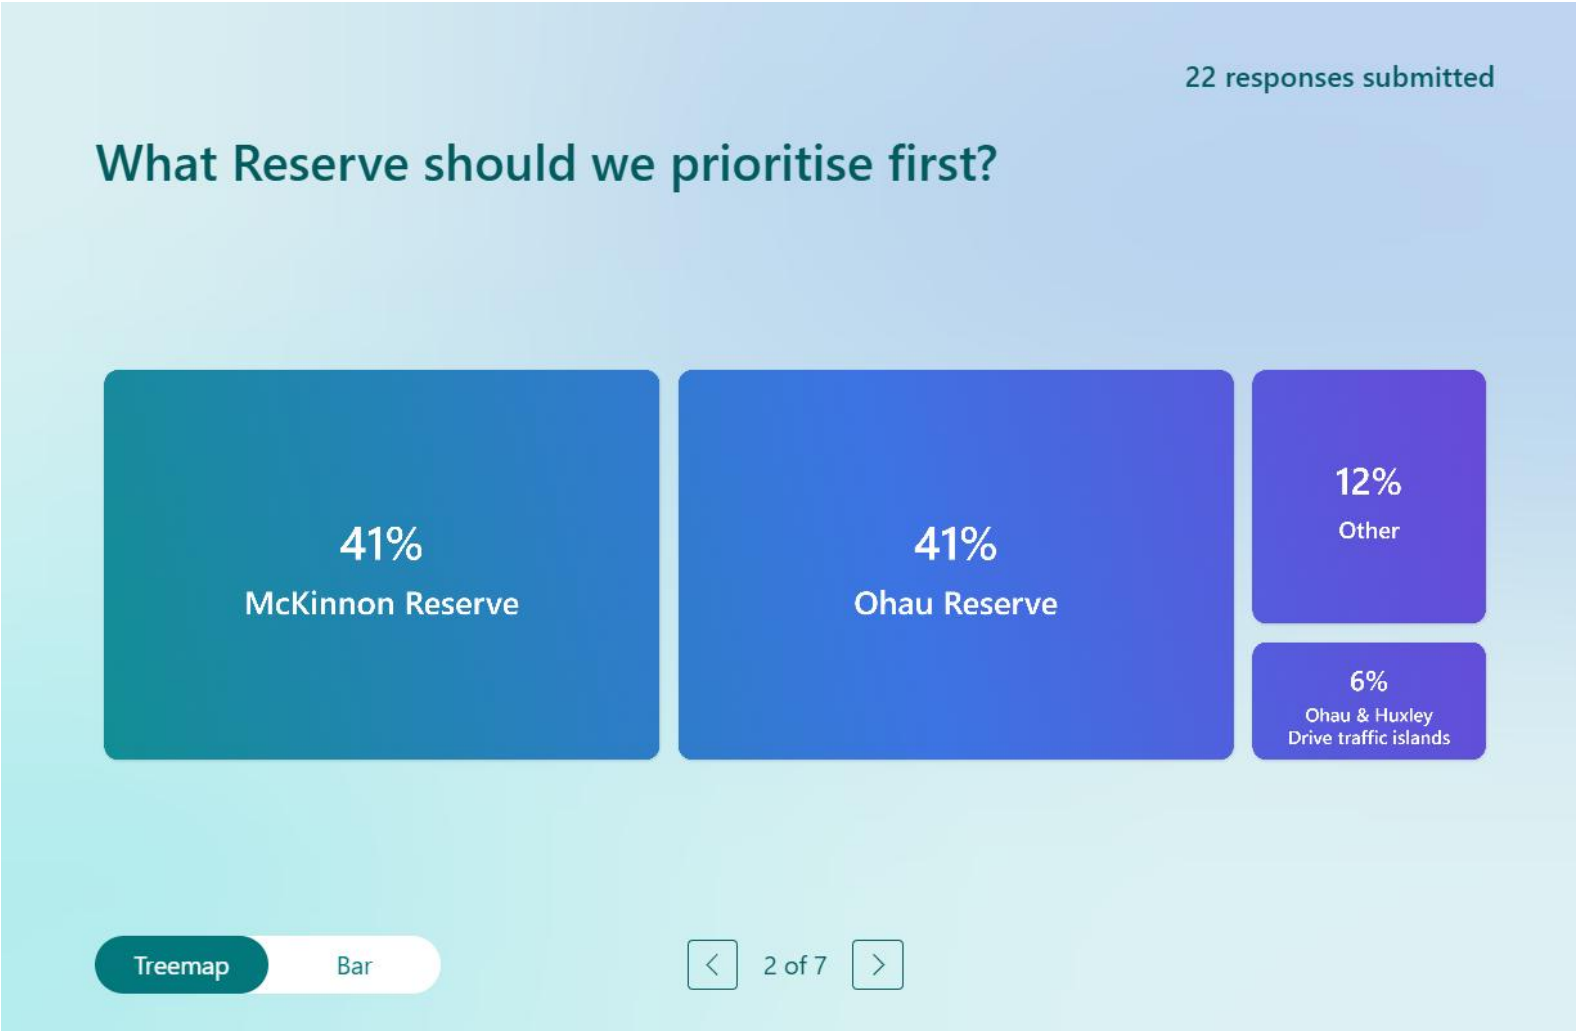 22 responses submitted
What Reserve should we prioritise first?
41%
McKinnon Reserve
41%
Ohau Reserve
12%
Other
6%
Ohau & Huxley
Drive traffic islands
Treemap
Bar
2 of 7